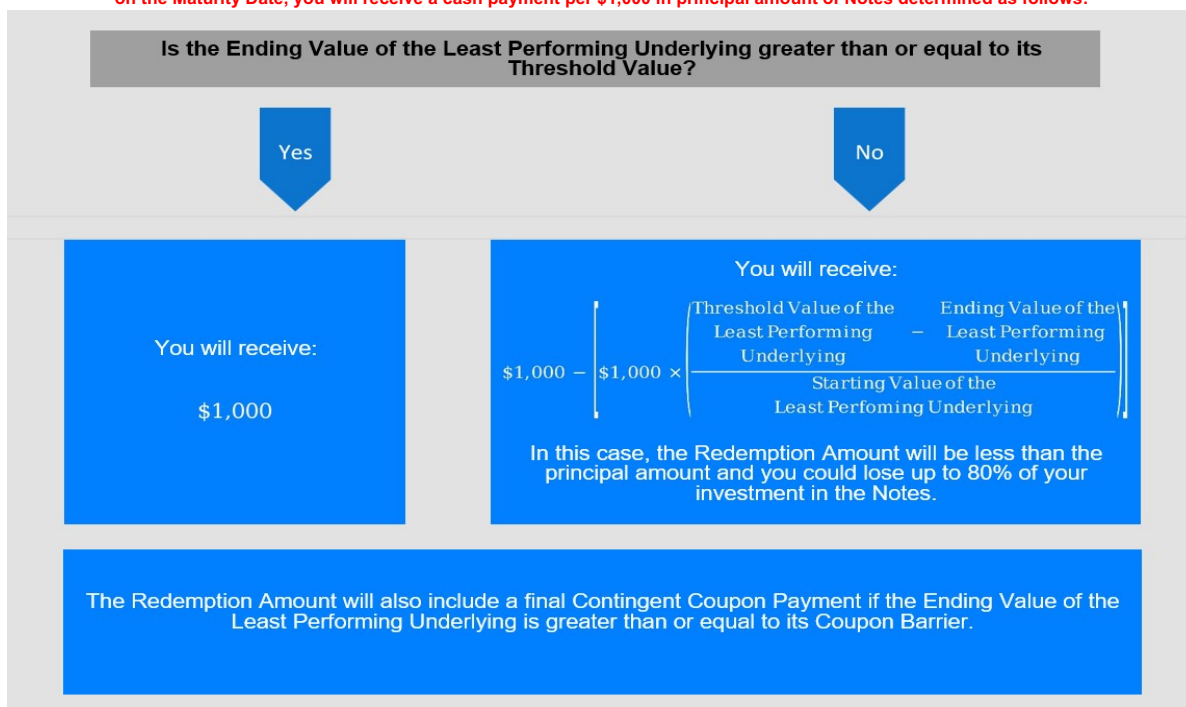 on the Maturity Date, you will receive a cash payment per $1,000 in principal amount of Notes determined as follows:
Is the Ending Value of the Least Performing Underlying greater than or equal to its
Threshold Value?
Yes
No
You will receive:
$1,000
You will receive:
$1,000 − [$1,000 × (
Threshold Value of the
Least Performing
Underlying
−
Ending Value of the
Least Performing
Underlying
Starting Value of the
Least Perfoming Underlying
)]
In this case, the Redemption Amount will be less than the
principal amount and you could lose up to 80% of your
investment in the Notes.
The Redemption Amount will also include a final Contingent Coupon Payment if the Ending Value of the
Least Performing Underlying is greater than or equal to its Coupon Barrier.